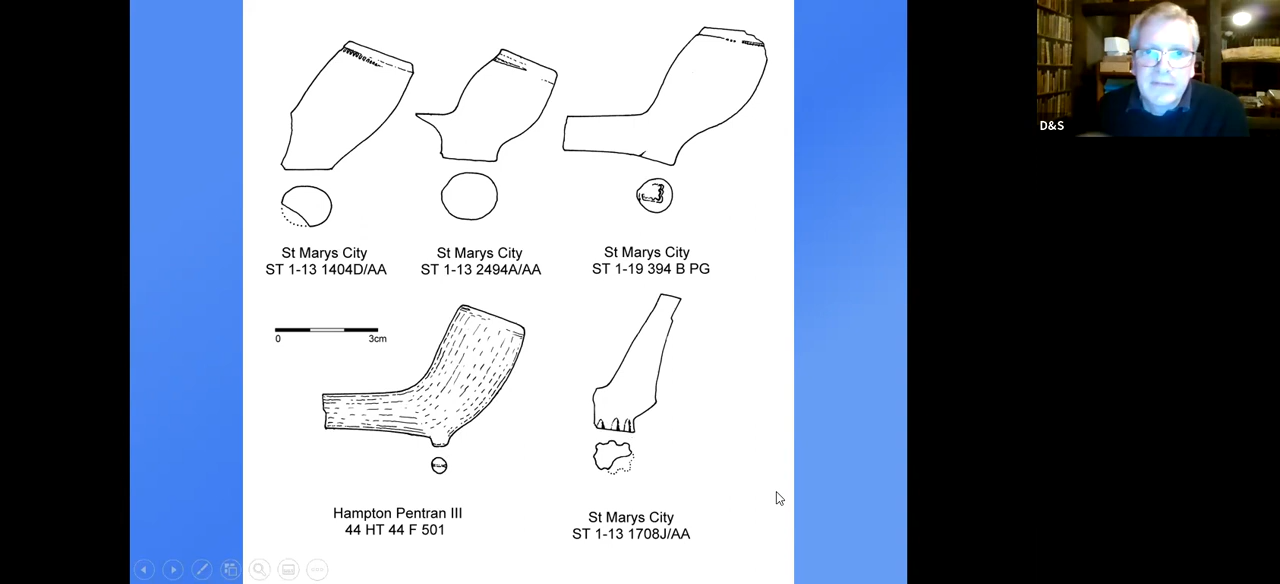 D&S
St Marys City
ST 1-13 1404D/AA
St Marys City
ST 1-13 2494A/AA
St Marys City
ST 1-19 394 B PG
0 3cm
Hampton Pentran III
44 HT 44 F 501
St Marys City
ST 1-13 1708J/AA